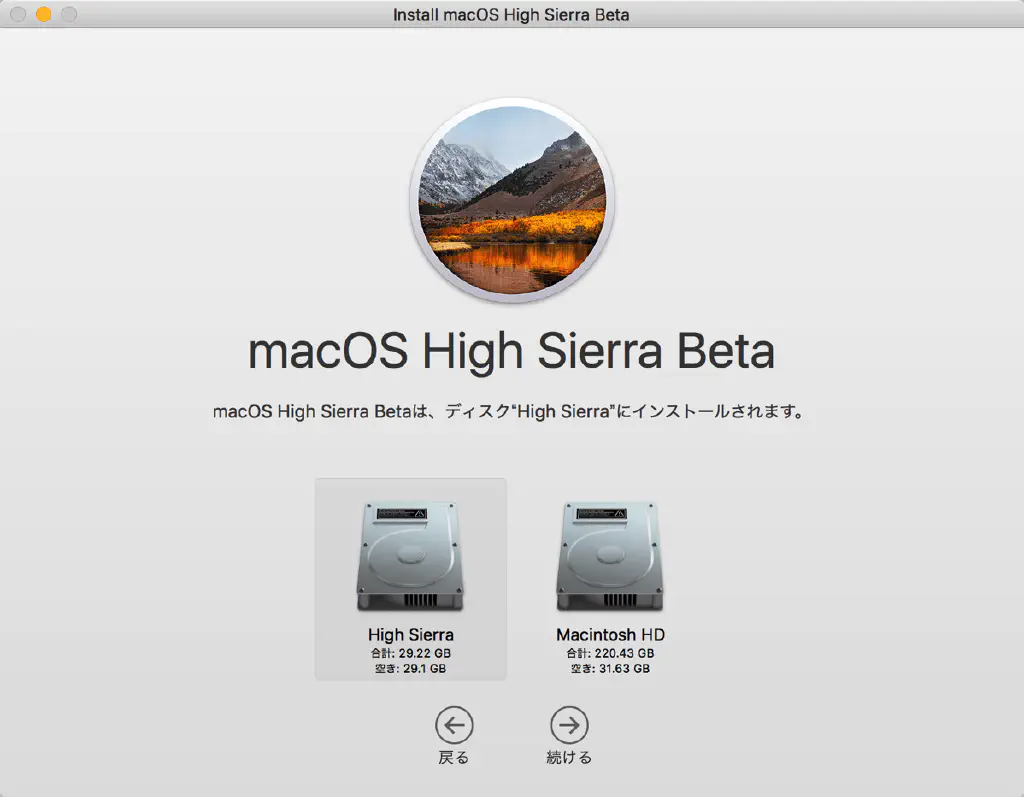 Install macOS High Sierra Beta
macOS High Sierra Beta
macOS High Sierra Betaは、ディスク“High Sierra”にインストールされます。
High Sierra
合計: 29.22 GB
空き: 29.1 GB
Macintosh HD
合計: 220.43 GB
空き: 31.63 GB
戻る
続ける